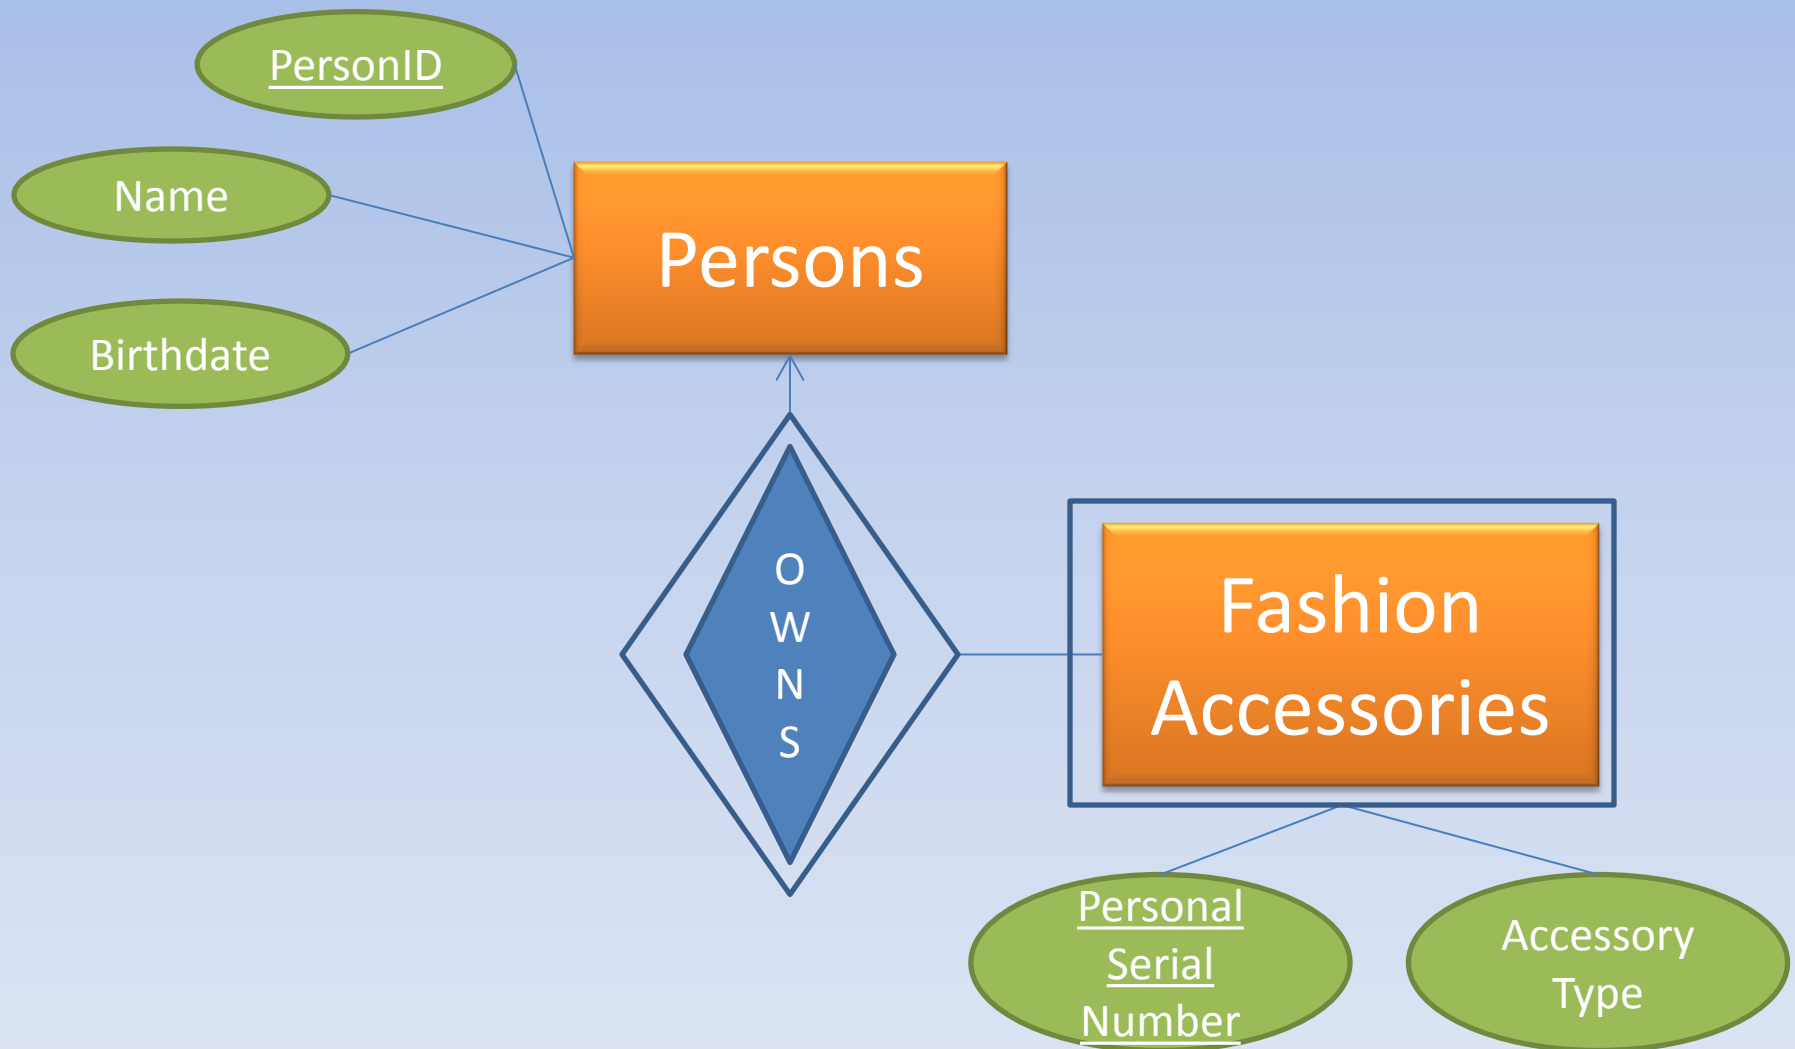 PersonID
Name
Persons
Birthdate
O
W
N
S
Fashion
Accessories
Personal
Serial
Number
Accessory
Type